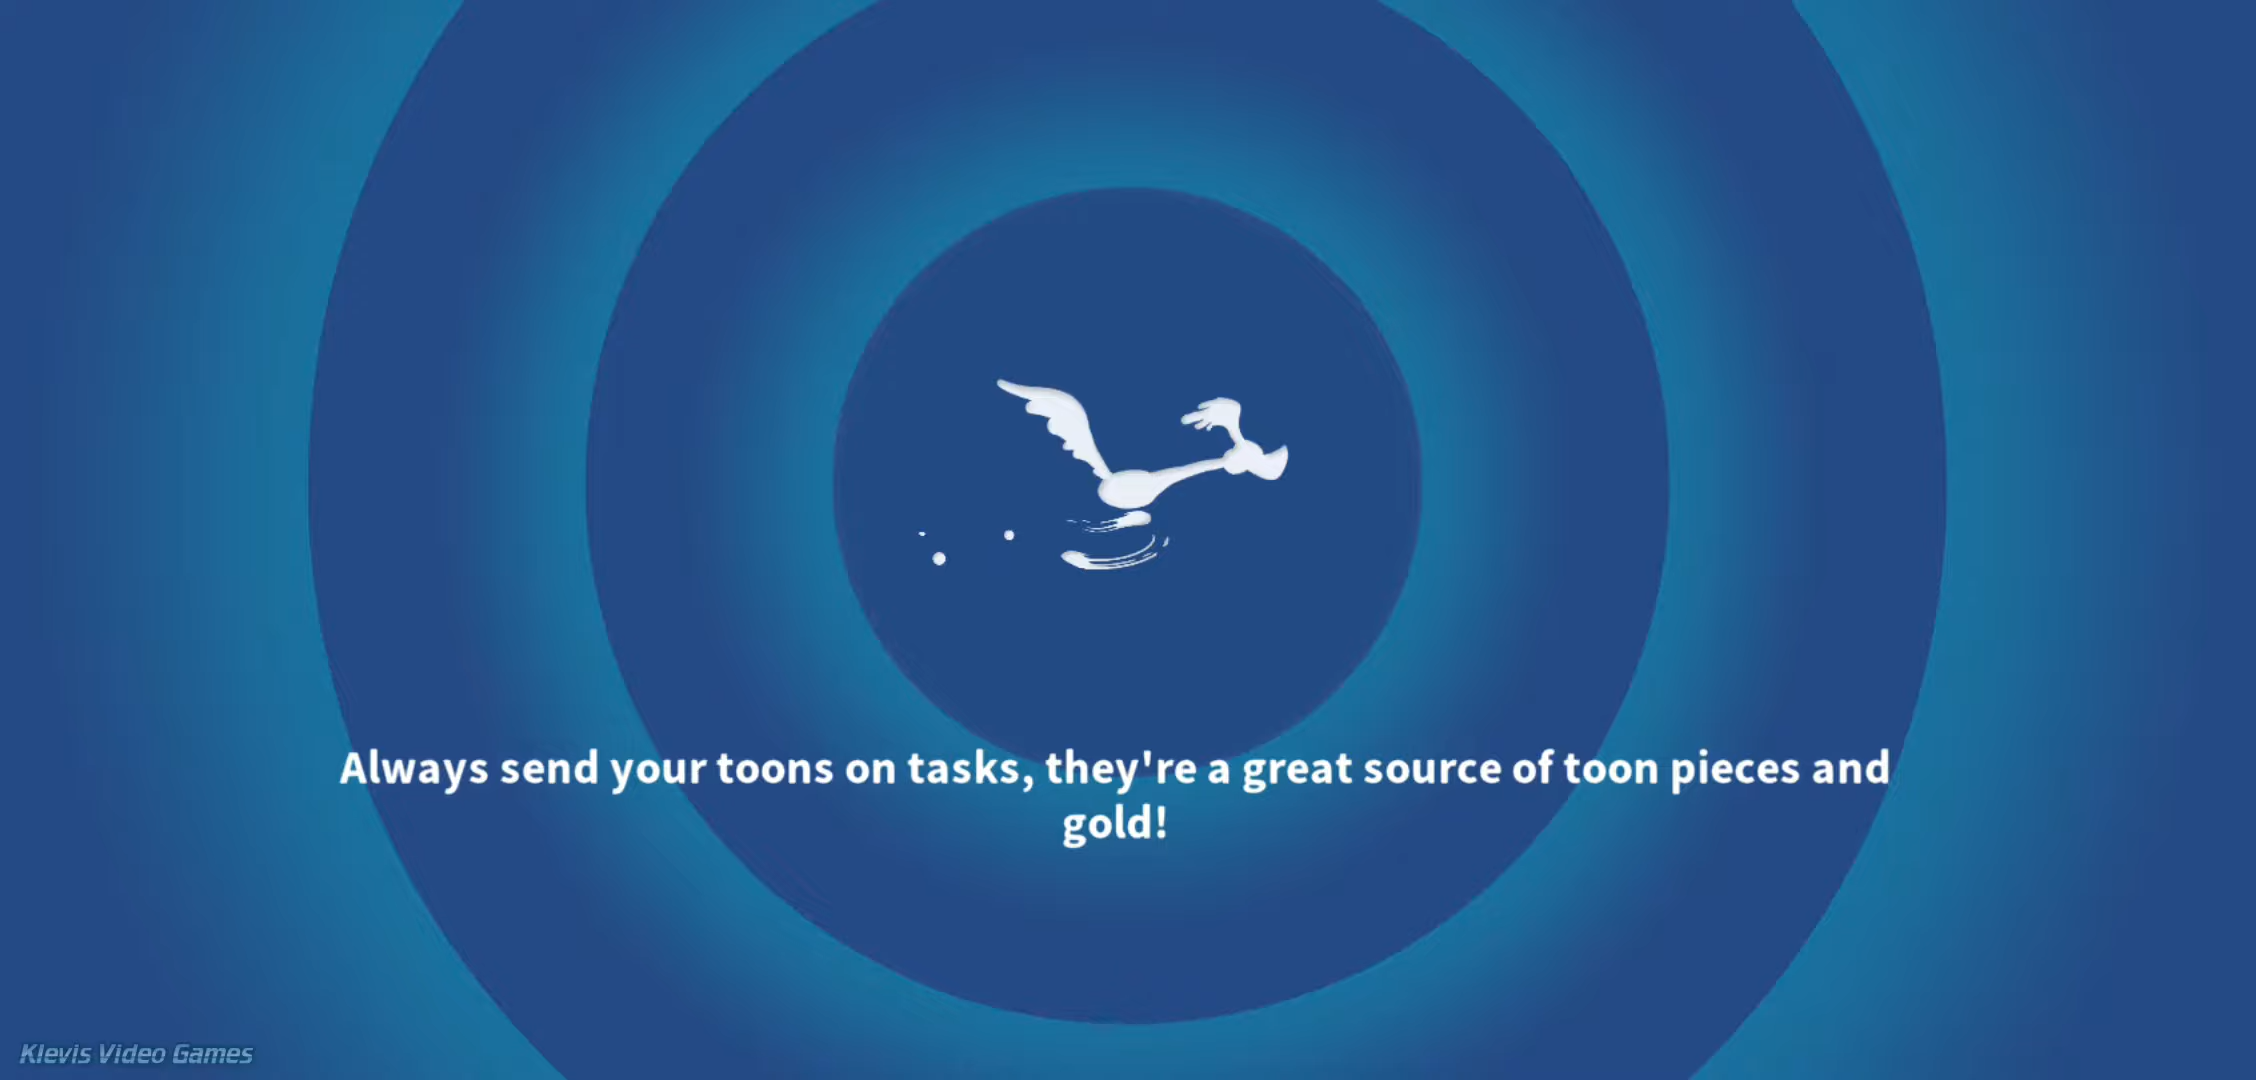 Always send your toons on tasks, they're a great source of toon pieces and
gold!
Klevis Video Games